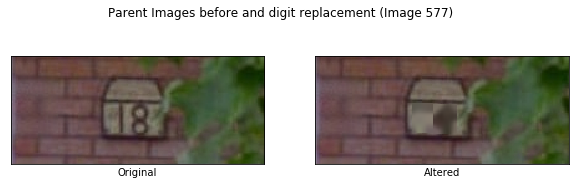 Parent Images before and digit replacement (Image 577)
18
Original
Altered